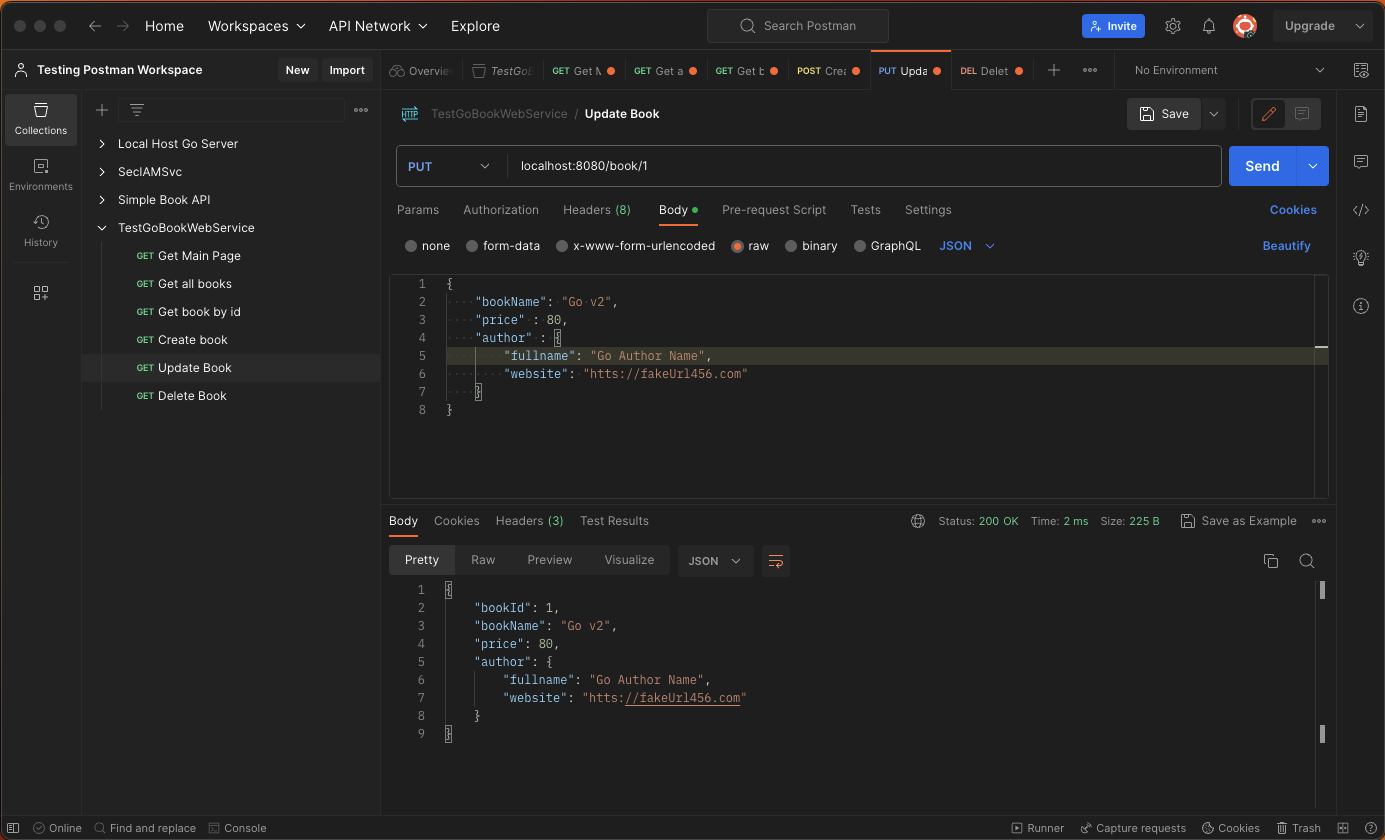 Home Workspaces API Network Explore Search Postman Invite Upgrade
Testing Postman Workspace New Import Overvie TestGoB GET Get M GET Get a GET Get b POST Crea PUT Upda DEL Delet No Environment
Collections
Environments
History
Local Host Go Server
SecIAMSvc
Simple Book API
TestGoBookWebService
GET Get Main Page
GET Get all books
GET Get book by id
GET Create book
GET Update Book
GET Delete Book
HTTP TestGoBookWebService / Update Book Save
PUT localhost:8080/book/1 Send
Params Authorization Headers (8) Body Pre-request Script Tests Settings Cookies
none form-data x-www-form-urlencoded raw binary GraphQL JSON Beautify
1 {
2 "bookName": "Go v2",
3 "price" : 80,
4 "author" : {
5 "fullname": "Go Author Name",
6 "website": "htts://fakeUrl456.com"
7 }
8 }
Body Cookies Headers (3) Test Results Status: 200 OK Time: 2 ms Size: 225 B Save as Example
Pretty Raw Preview Visualize JSON
1 {
2 "bookId": 1,
3 "bookName": "Go v2",
4 "price": 80,
5 "author": {
6 "fullname": "Go Author Name",
7 "website": "htts://fakeUrl456.com"
8 }
9 }
Online Find and replace Console Runner Capture requests Cookies Trash